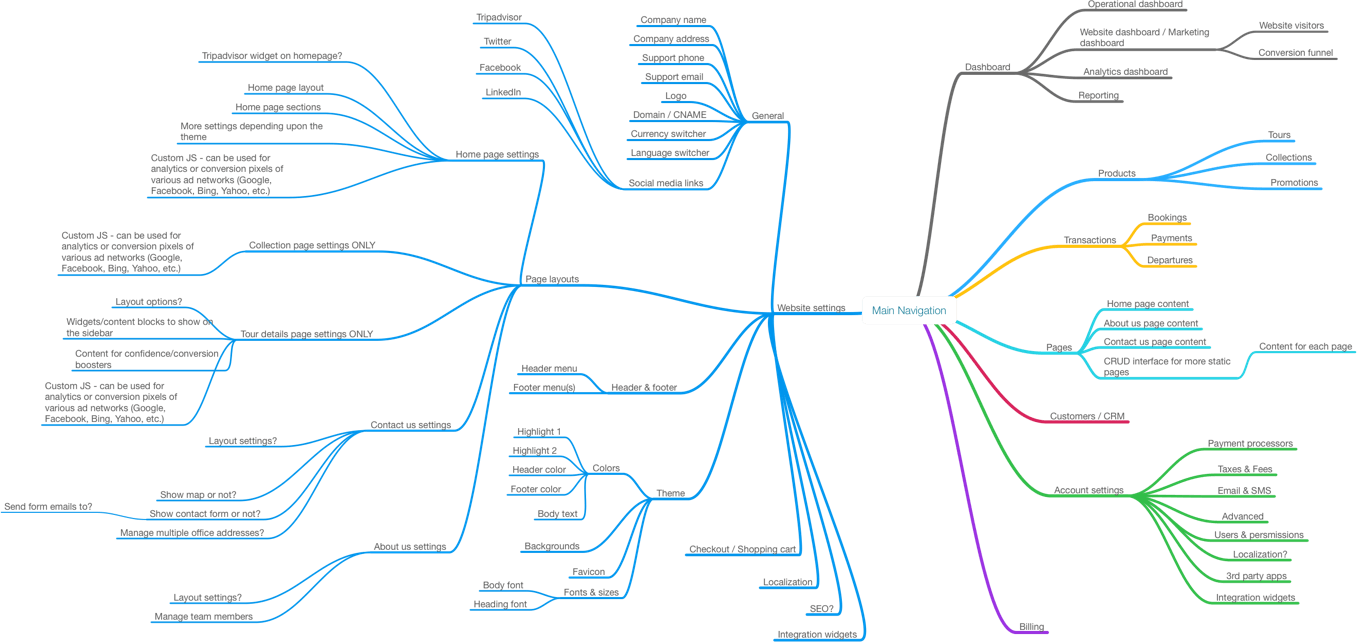 Main Navigation
Dashboard
Operational dashboard
Website dashboard / Marketing
dashboard
Website visitors
Conversion funnel
Analytics dashboard
Reporting
Products
Tours
Collections
Promotions
Transactions
Bookings
Payments
Departures
Pages
Home page content
About us page content
Contact us page content
CRUD interface for more static
pages
Content for each page
Customers / CRM
Account settings
Payment processors
Taxes & Fees
Email & SMS
Advanced
Users & persmissions
Localization?
3rd party apps
Integration widgets
Billing
Website settings
General
Company name
Company address
Support phone
Support email
Logo
Domain / CNAME
Currency switcher
Language switcher
Social media links
Tripadvisor
Twitter
Facebook
LinkedIn
Page layouts
Home page settings
Tripadvisor widget on homepage?
Home page layout
Home page sections
More settings depending upon the
theme
Custom JS - can be used for
analytics or conversion pixels of
various ad networks (Google,
Facebook, Bing, Yahoo, etc.)
Collection page settings ONLY
Custom JS - can be used for
analytics or conversion pixels of
various ad networks (Google,
Facebook, Bing, Yahoo, etc.)
Tour details page settings ONLY
Layout options?
Widgets/content blocks to show on
the sidebar
Content for confidence/conversion
boosters
Custom JS - can be used for
analytics or conversion pixels of
various ad networks (Google,
Facebook, Bing, Yahoo, etc.)
Contact us settings
Layout settings?
Show map or not?
Show contact form or not?
Send form emails to?
Manage multiple office addresses?
About us settings
Layout settings?
Manage team members
Header & footer
Header menu
Footer menu(s)
Theme
Colors
Highlight 1
Highlight 2
Header color
Footer color
Body text
Backgrounds
Favicon
Fonts & sizes
Body font
Heading font
Checkout / Shopping cart
Localization
SEO?
Integration widgets